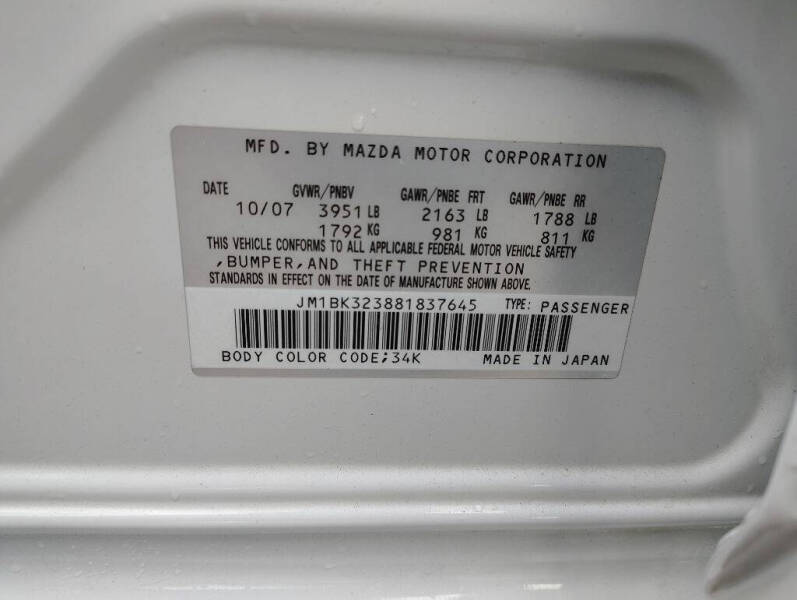 MFD. BY MAZDA MOTOR CORPORATION
DATE GVWR/PNBV GAWR/PNBE FRT GAWR/PNBE RR
10/07 3951 LB 2163 LB 1788 LB
1792 KG 981 KG 811 KG
THIS VEHICLE CONFORMS TO ALL APPLICABLE FEDERAL MOTOR VEHICLE SAFETY
,BUMPER,AND THEFT PREVENTION
STANDARDS IN EFFECT ON THE DATE OF MANUFACTURE SHOWN ABOVE.
JM1BK323881837645 TYPE: PASSENGER
BODY COLOR CODE;34K MADE IN JAPAN